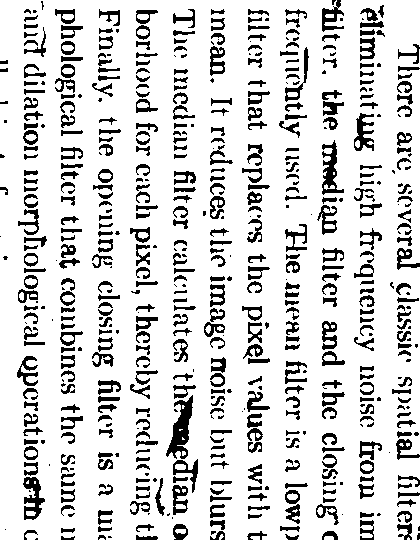 There are several classic spatial filters
eliminating high frequency noise from im
filter, the median filter and the closing
frequently used. The mean filter is a lowp
filter that replaces the pixel values with t
mean. It reduces the image noise but blurs
The median filter calculates the median o
borhood for each pixel, thereby reducing t
Finally, the opening closing filter is a ma
phological filter that combines the same n
and dilation morphological operations in